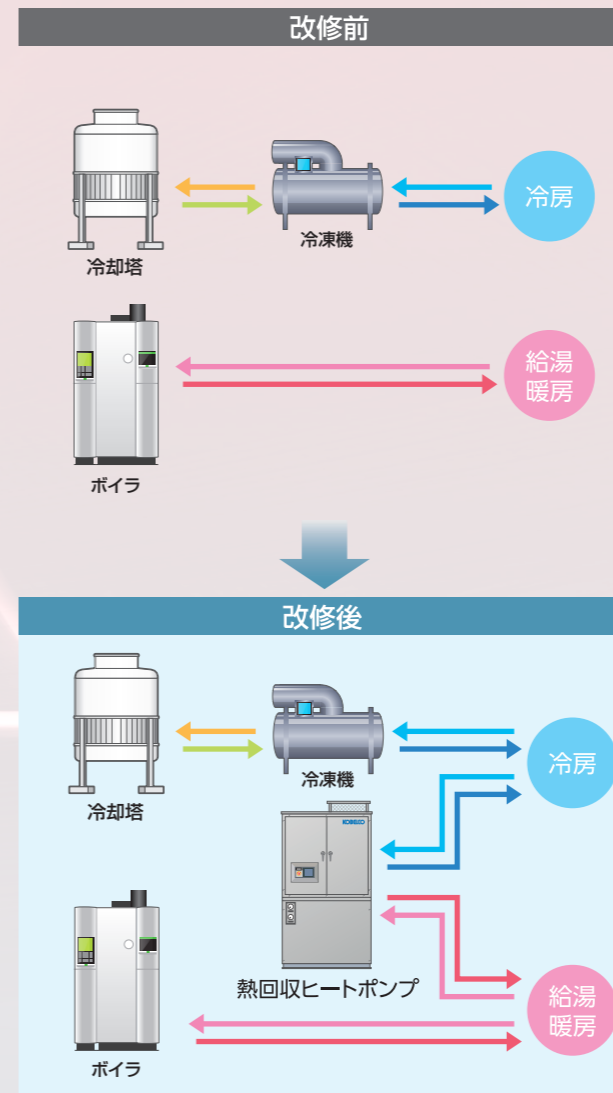 改修前
冷却塔
冷凍機
冷房
ボイラ
給湯
暖房
改修後
冷却塔
冷凍機
冷房
KOBELCO
熱回収ヒートポンプ
ボイラ
給湯
暖房